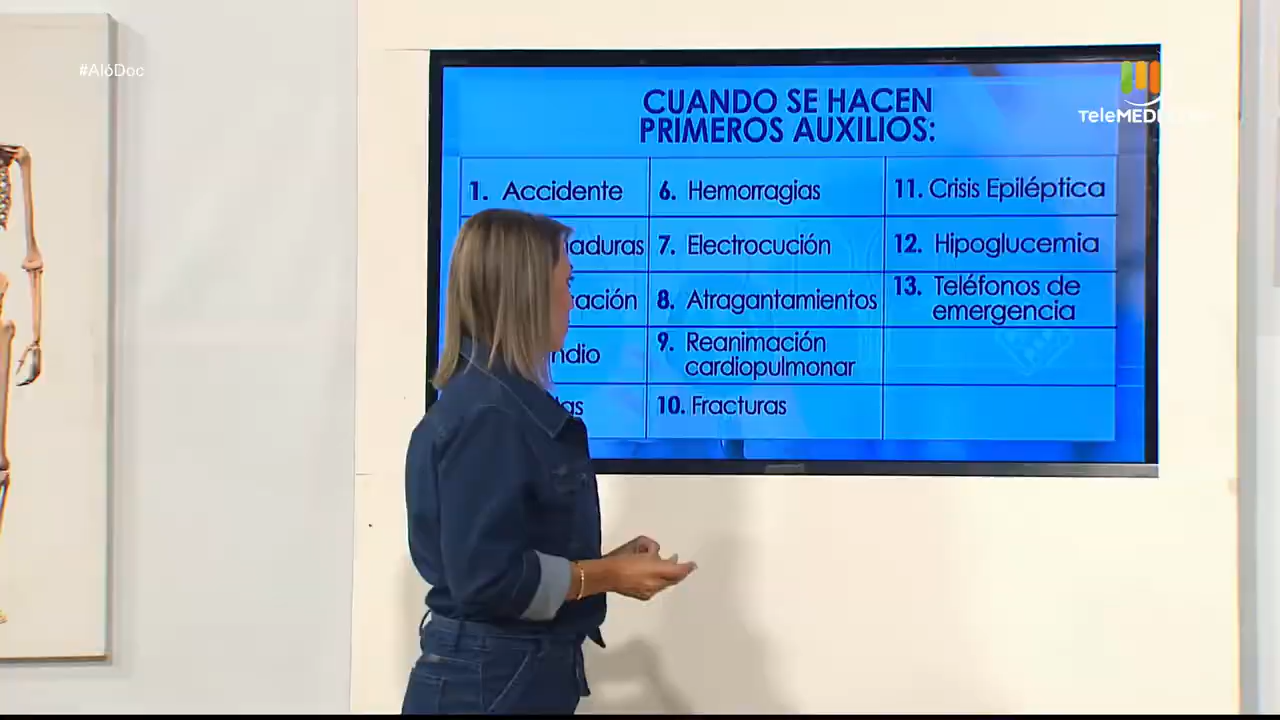 #AlóDoc
TeleMED
CUANDO SE HACEN
PRIMEROS AUXILIOS:
1. Accidente
6. Hemorragias
11. Crisis Epiléptica
7. Electrocución
12. Hipoglucemia
8. Atragantamientos
13. Teléfonos de
emergencia
9. Reanimación
cardiopulmonar
10. Fracturas